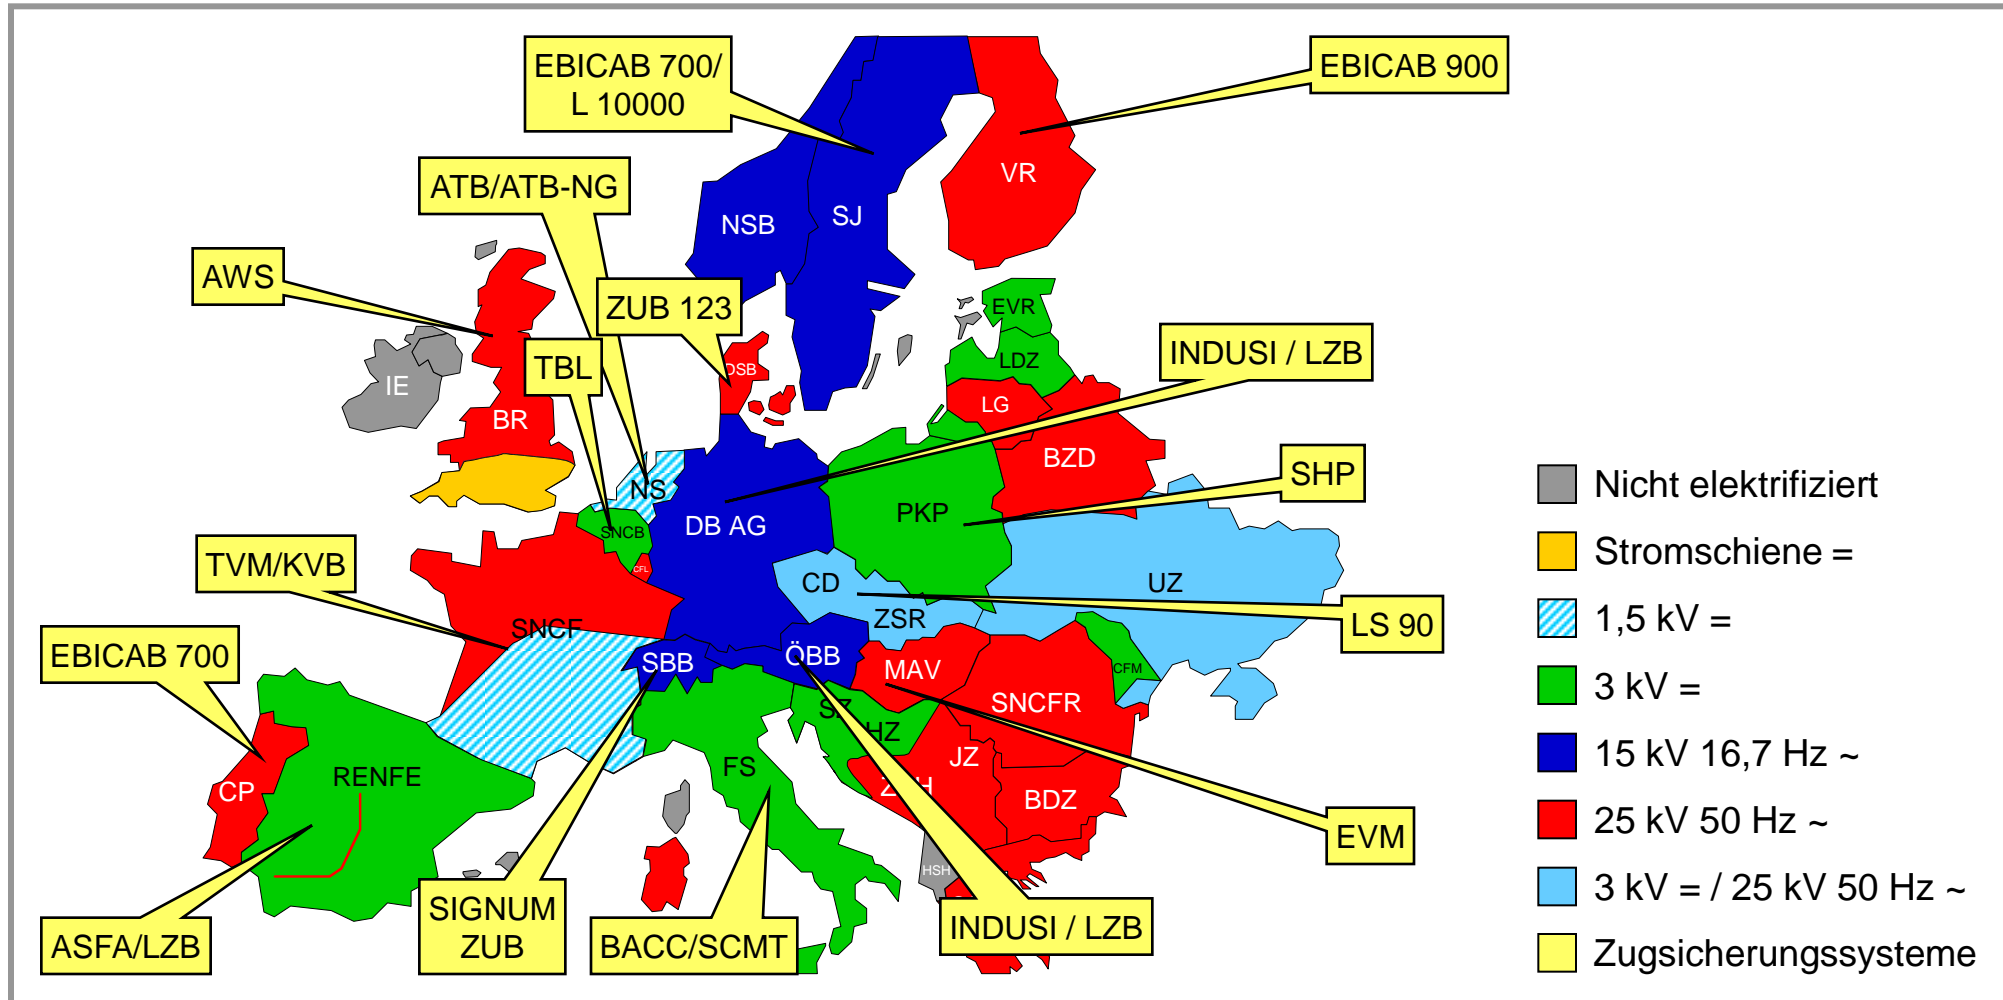 EBICAB 700/
L 10000
EBICAB 900
ATB/ATB-NG
VR
NSB
SJ
AWS
ZUB 123
EVR
INDUSI / LZB
LDZ
TBL
DSB
IE
LG
BR
BZD
SHP
NS
PKP
DB AG
SNCB
TVM/KVB
CFL
CD
UZ
ZSR
LS 90
SNCF
EBICAB 700
SBB
ÖBB
MAV
CFM
SNCFR
SZ
HZ
JZ
FS
RENFE
CP
BDZ
EVM
HSH
SIGNUM
ZUB
INDUSI / LZB
ASFA/LZB
BACC/SCMT
Nicht elektrifiziert
Stromschiene =
1,5 kV =
3 kV =
15 kV 16,7 Hz ~
25 kV 50 Hz ~
3 kV = / 25 kV 50 Hz ~
Zugsicherungssysteme